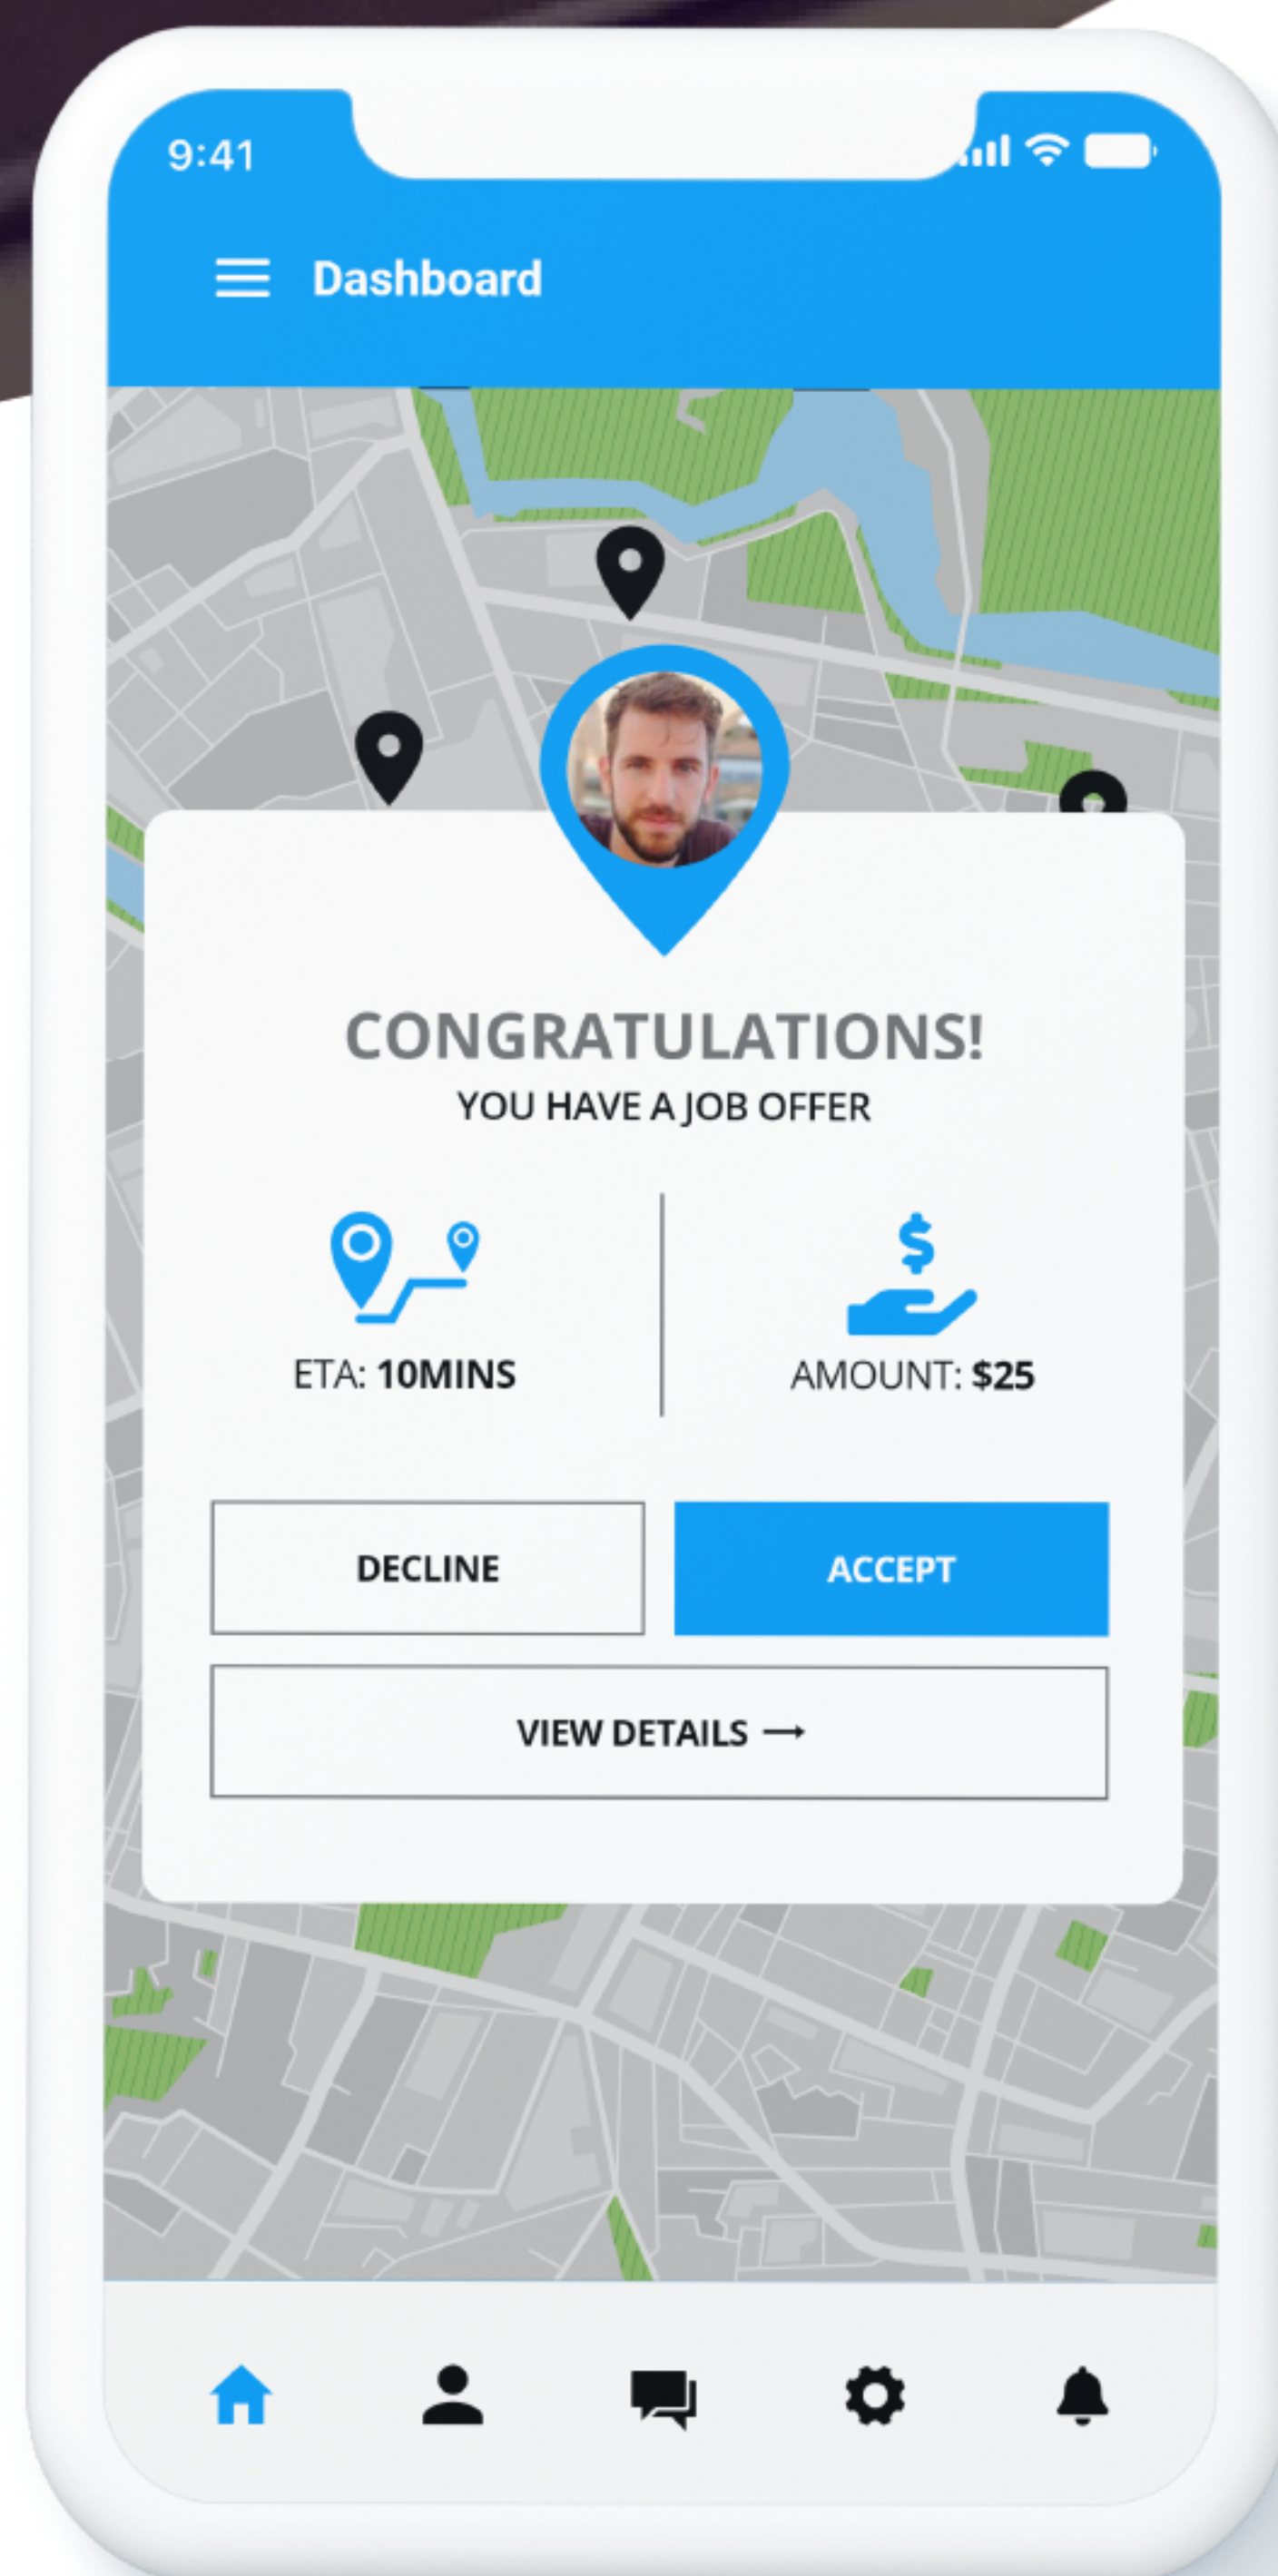 9:41
Dashboard
CONGRATULATIONS!
YOU HAVE A JOB OFFER
ETA: 10MINS
AMOUNT: $25
DECLINE
ACCEPT
VIEW DETAILS →